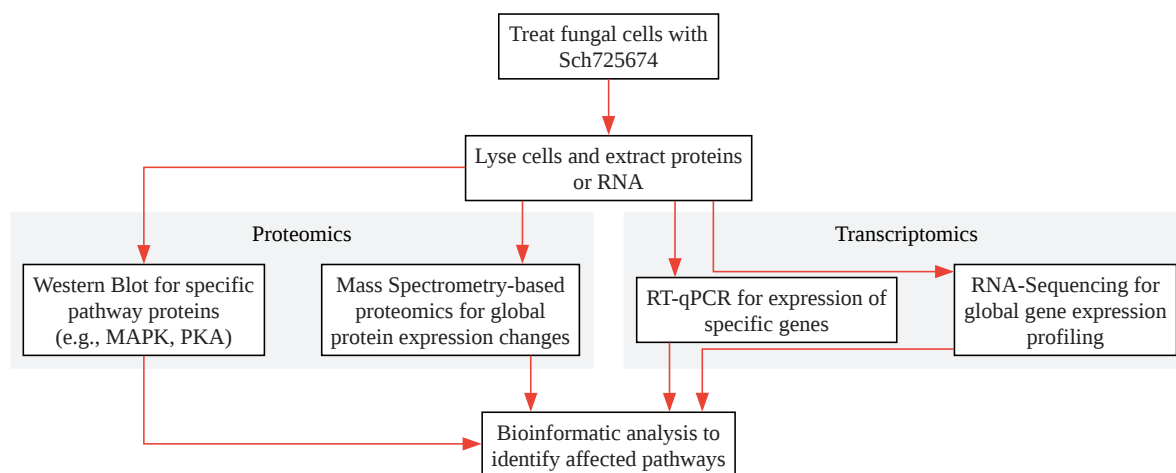 Treat fungal cells with
Sch725674
Lyse cells and extract proteins
or RNA
Proteomics
Western Blot for specific
pathway proteins
(e.g., MAPK, PKA)
Mass Spectrometry-based
proteomics for global
protein expression changes
Transcriptomics
RT-qPCR for expression of
specific genes
RNA-Sequencing for
global gene expression
profiling
Bioinformatic analysis to
identify affected pathways